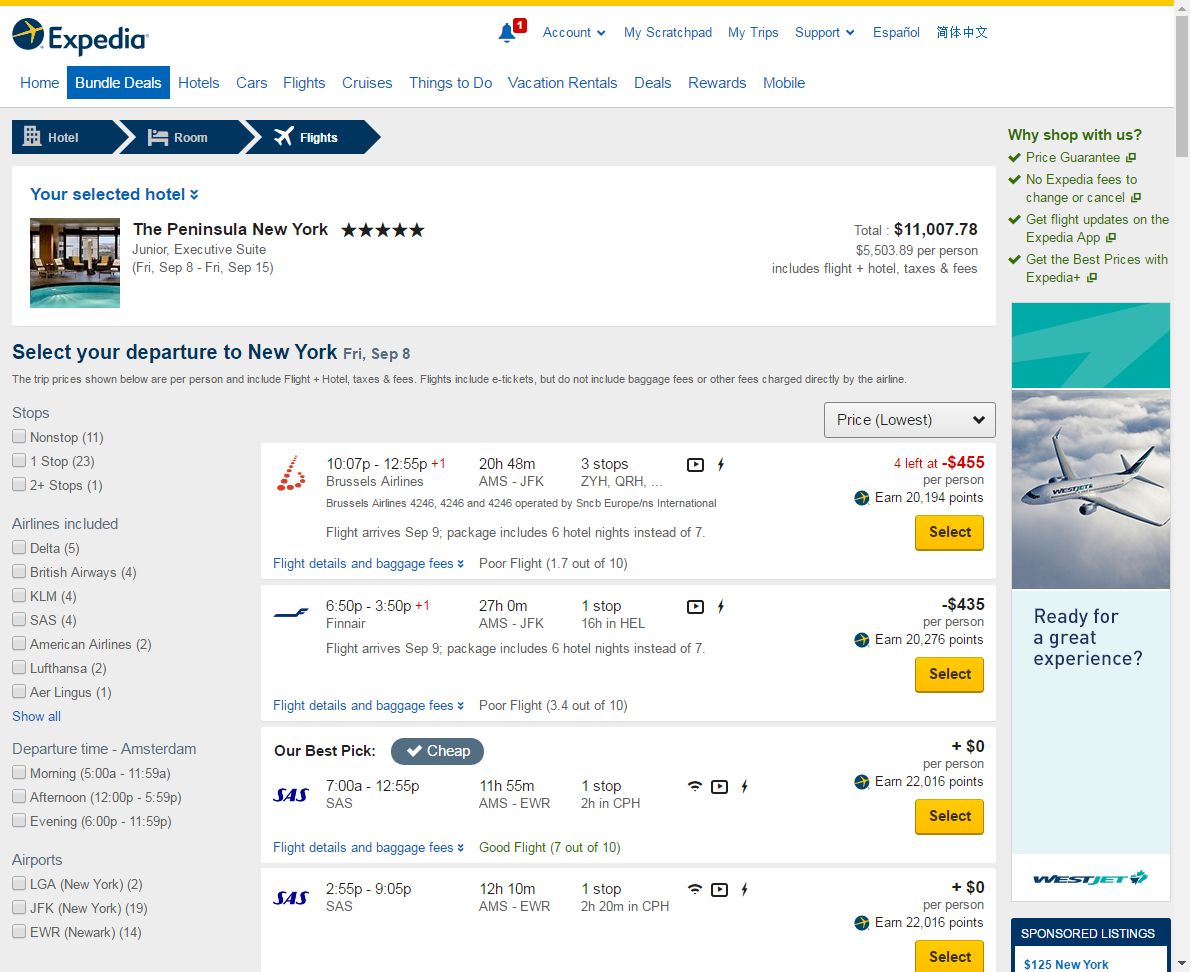 Expedia
1
Account
My Scratchpad
My Trips
Support
Español
简体中文
Home
Bundle Deals
Hotels
Cars
Flights
Cruises
Things to Do
Vacation Rentals
Deals
Rewards
Mobile
Hotel
Room
Flights
Your selected hotel
The Peninsula New York
Junior, Executive Suite
(Fri, Sep 8 - Fri, Sep 15)
Total : $11,007.78
$5,503.89 per person
includes flight + hotel, taxes & fees
Why shop with us?
Price Guarantee
No Expedia fees to
change or cancel
Get flight updates on the
Expedia App
Get the Best Prices with
Expedia+
Select your departure to New York Fri, Sep 8
The trip prices shown below are per person and include Flight + Hotel, taxes & fees. Flights include e-tickets, but do not include baggage fees or other fees charged directly by the airline.
Stops
Nonstop (11)
1 Stop (23)
2+ Stops (1)
Airlines included
Delta (5)
British Airways (4)
KLM (4)
SAS (4)
American Airlines (2)
Lufthansa (2)
Aer Lingus (1)
Show all
Departure time - Amsterdam
Morning (5:00a - 11:59a)
Afternoon (12:00p - 5:59p)
Evening (6:00p - 11:59p)
Airports
LGA (New York) (2)
JFK (New York) (19)
EWR (Newark) (14)
Price (Lowest)
10:07p - 12:55p +1
Brussels Airlines
20h 48m
AMS - JFK
3 stops
ZYH, QRH, ...
4 left at -$455
per person
Earn 20,194 points
Brussels Airlines 4246, 4246 and 4246 operated by Sncb Europe/ns International
Flight arrives Sep 9; package includes 6 hotel nights instead of 7.
Select
Flight details and baggage fees
Poor Flight (1.7 out of 10)
6:50p - 3:50p +1
Finnair
27h 0m
AMS - JFK
1 stop
16h in HEL
-$435
per person
Earn 20,276 points
Flight arrives Sep 9; package includes 6 hotel nights instead of 7.
Select
Flight details and baggage fees
Poor Flight (3.4 out of 10)
Our Best Pick:
Cheap
SAS
7:00a - 12:55p
SAS
11h 55m
AMS - EWR
1 stop
2h in CPH
+ $0
per person
Earn 22,016 points
Select
Flight details and baggage fees
Good Flight (7 out of 10)
SAS
2:55p - 9:05p
SAS
12h 10m
AMS - EWR
1 stop
2h 20m in CPH
+ $0
per person
Earn 22,016 points
Select
WESTJET
Ready for
a great
experience?
WESTJET
SPONSORED LISTINGS
$125 New York